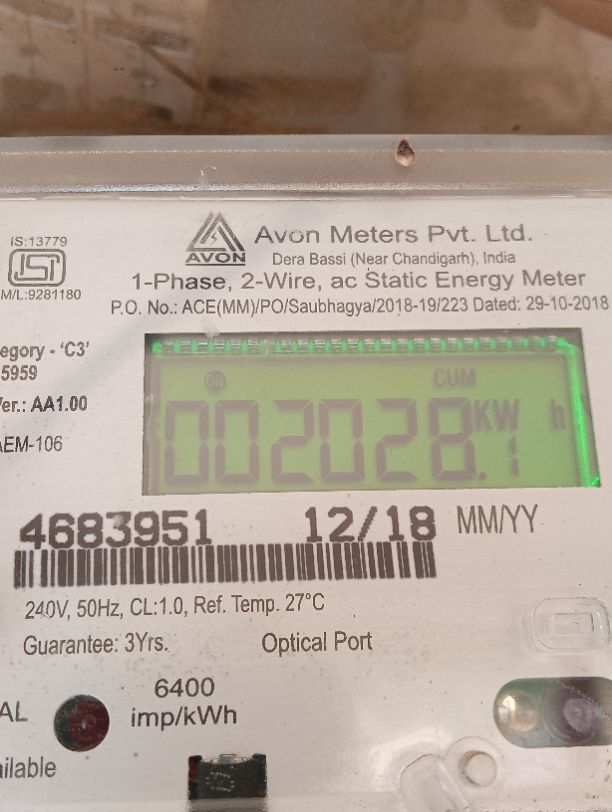 IS:13779
ISI
M/L:9281180
AVON
Avon Meters Pvt. Ltd.
Dera Bassi (Near Chandigarh), India
1-Phase, 2-Wire, ac Static Energy Meter
P.O. No.: ACE(MM)/PO/Saubhagya/2018-19/223 Dated: 29-10-2018
egory - 'C3'
5959
Ver.: AA1.00
AEM-106
ON
CUM
002028.1 KW h
4683951 12/18 MM/YY
240V, 50Hz, CL:1.0, Ref. Temp. 27°C
Guarantee: 3Yrs. Optical Port
AL
6400
imp/kWh
ailable